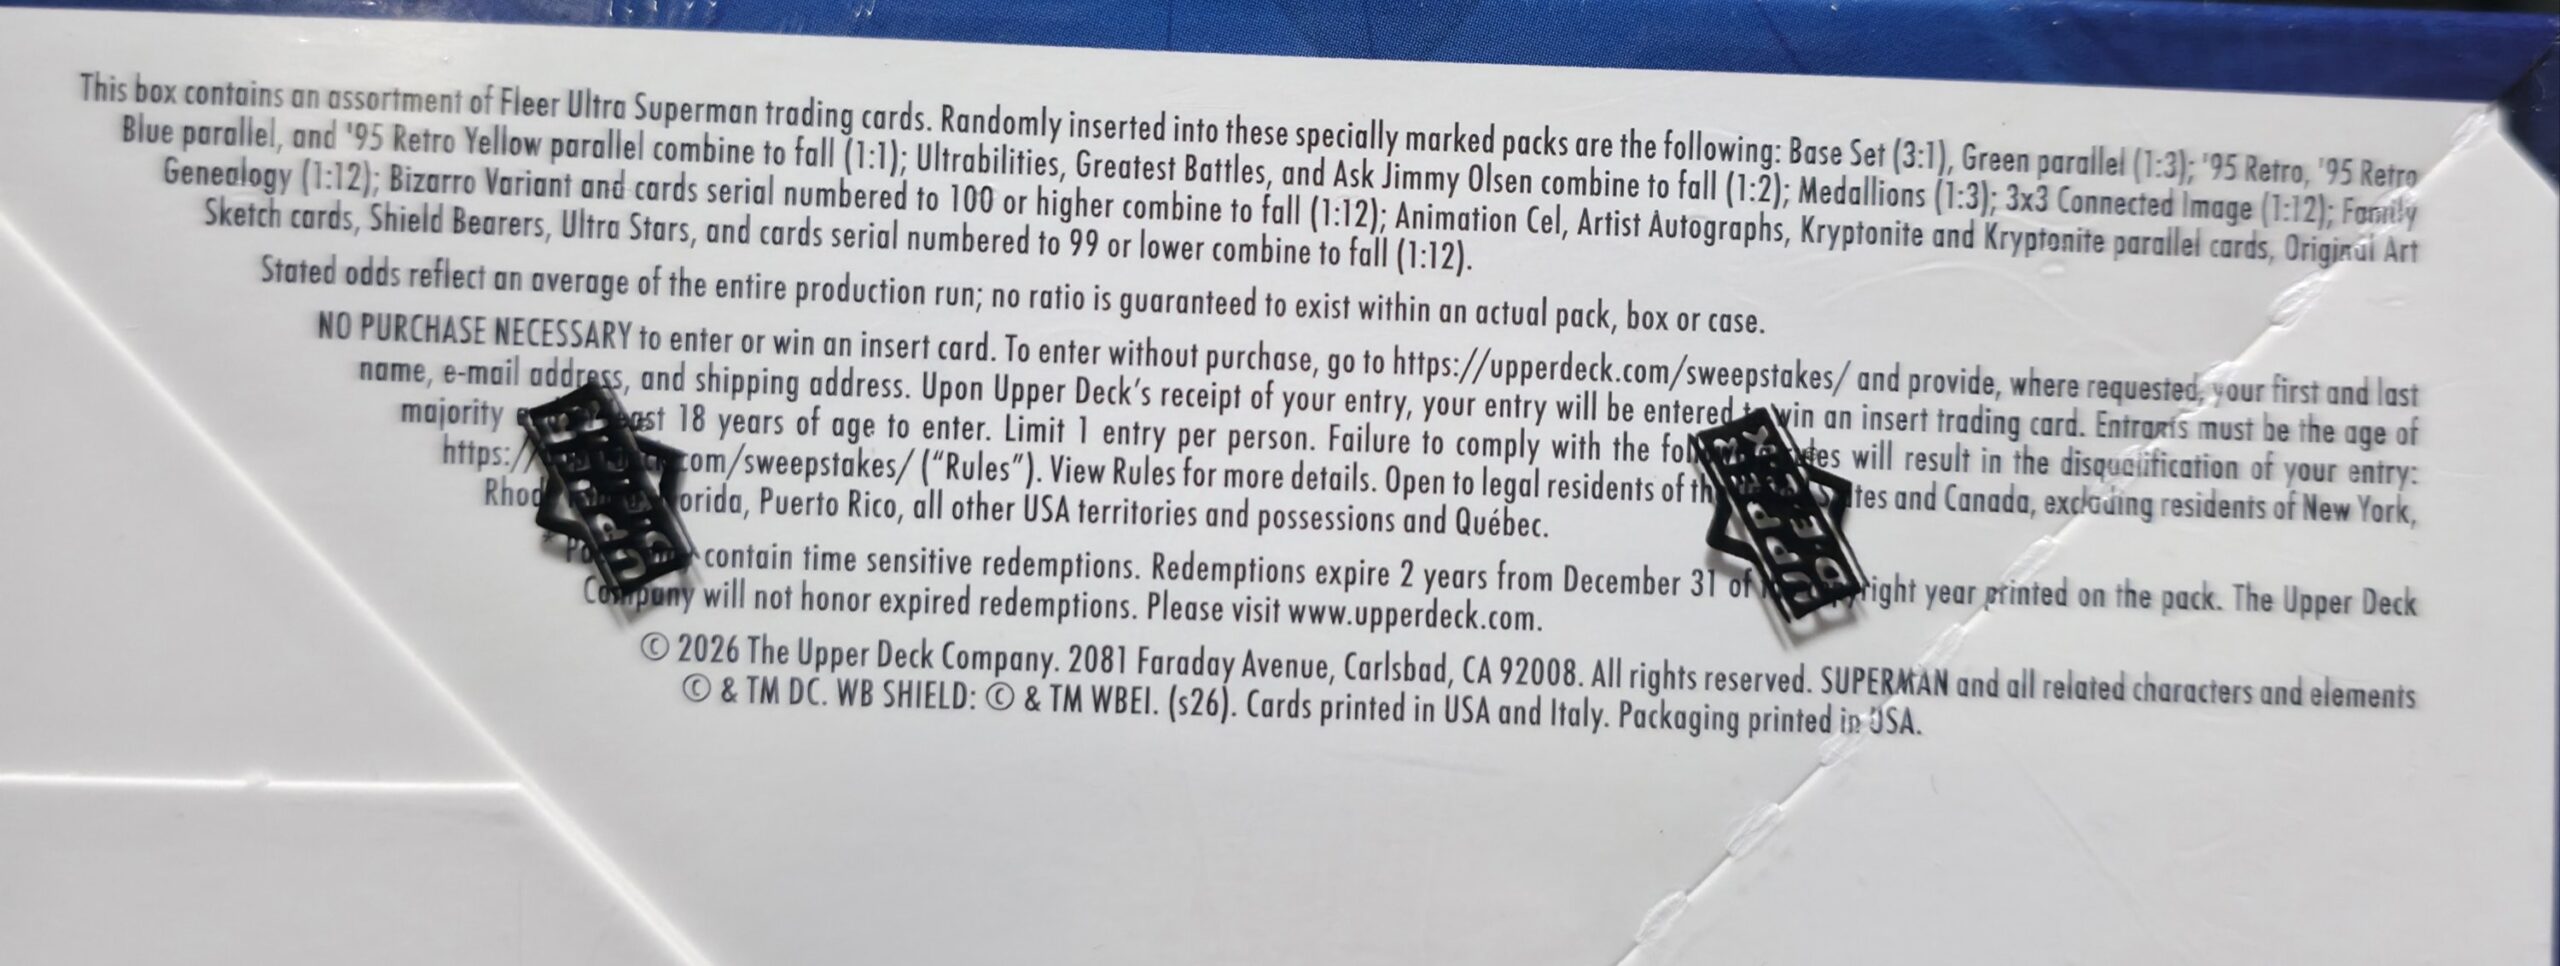 This box contains an assortment of Fleer Ultra Superman trading cards. Randomly inserted into these specially marked packs are the following: Base Set (3:1), Green parallel (1:3); '95 Retro, '95 Retro
Blue parallel, and '95 Retro Yellow parallel combine to fall (1:1); Ultrabilities, Greatest Battles, and Ask Jimmy Olsen combine to fall (1:2); Medallions (1:3); 3x3 Connected Image (1:12); Family
Genealogy (1:12); Bizarro Variant and cards serial numbered to 100 or higher combine to fall (1:12); Animation Cel, Artist Autographs, Kryptonite and Kryptonite parallel cards, Original Art
Sketch cards, Shield Bearers, Ultra Stars, and cards serial numbered to 99 or lower combine to fall (1:12).
Stated odds reflect an average of the entire production run; no ratio is guaranteed to exist within an actual pack, box or case.
NO PURCHASE NECESSARY to enter or win an insert card. To enter without purchase, go to https://upperdeck.com/sweepstakes/ and provide, where requested, your first and last
name, e-mail address, and shipping address. Upon Upper Deck's receipt of your entry, your entry will be entered to win an insert trading card. Entrants must be the age of
majority 18 years of age to enter. Limit 1 entry per person. Failure to comply with the will result in the disqualification of your entry:
https:// com/sweepstakes/ ("Rules"). View Rules for more details. Open to legal residents of and Canada, excluding residents of New York,
Puerto Rico, all other USA territories and possessions and Québec.
contain time sensitive redemptions. Redemptions expire 2 years from December 31 of year printed on the pack. The Upper Deck
Company will not honor expired redemptions. Please visit www.upperdeck.com.
© 2026 The Upper Deck Company. 2081 Faraday Avenue, Carlsbad, CA 92008. All rights reserved. SUPERMAN and all related characters and elements
© & TM DC. WB SHIELD: © & TM WBEI. (s26). Cards printed in USA and Italy. Packaging printed in USA.
UPPER
DECK
UPPER
DECK